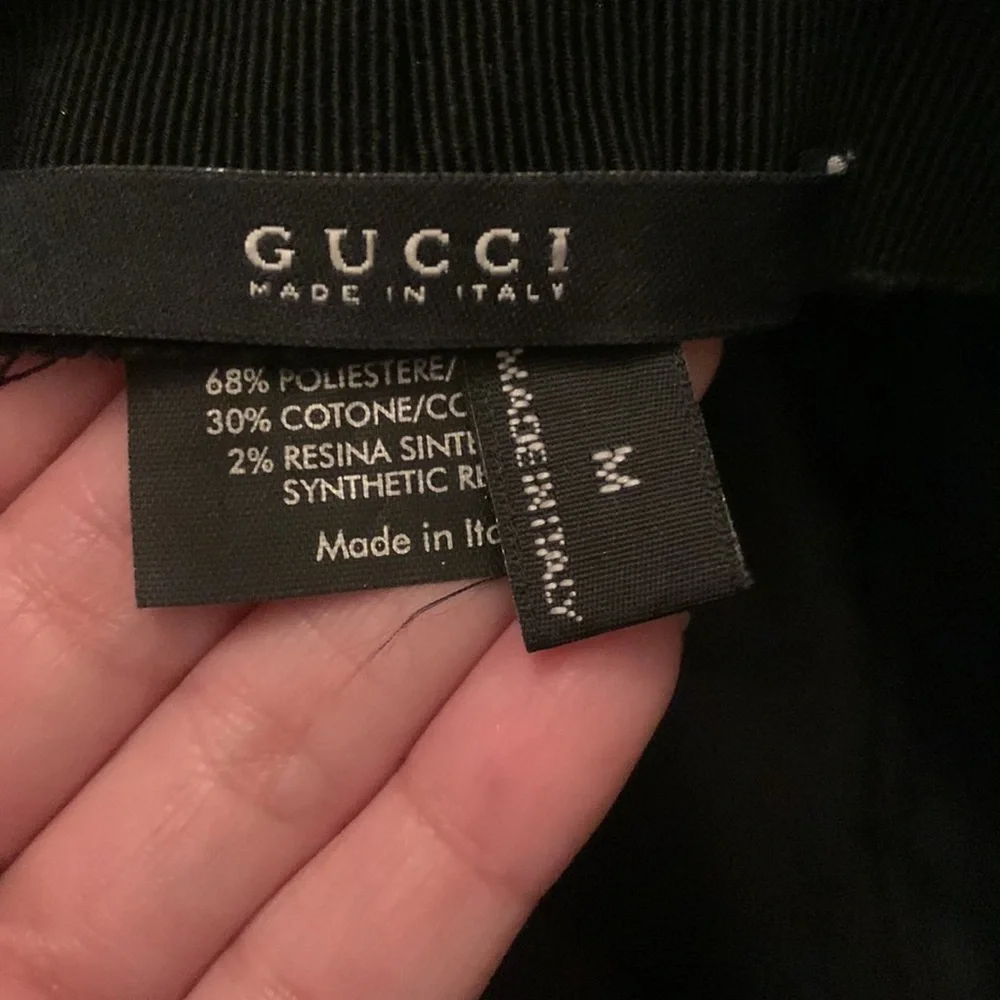 GUCCI
MADE IN ITALY
68% POLIESTERE/
30% COTONE/CO
2% RESINA SINTE
SYNTHETIC RE
Made in Ita
MADE IN ITALY
M